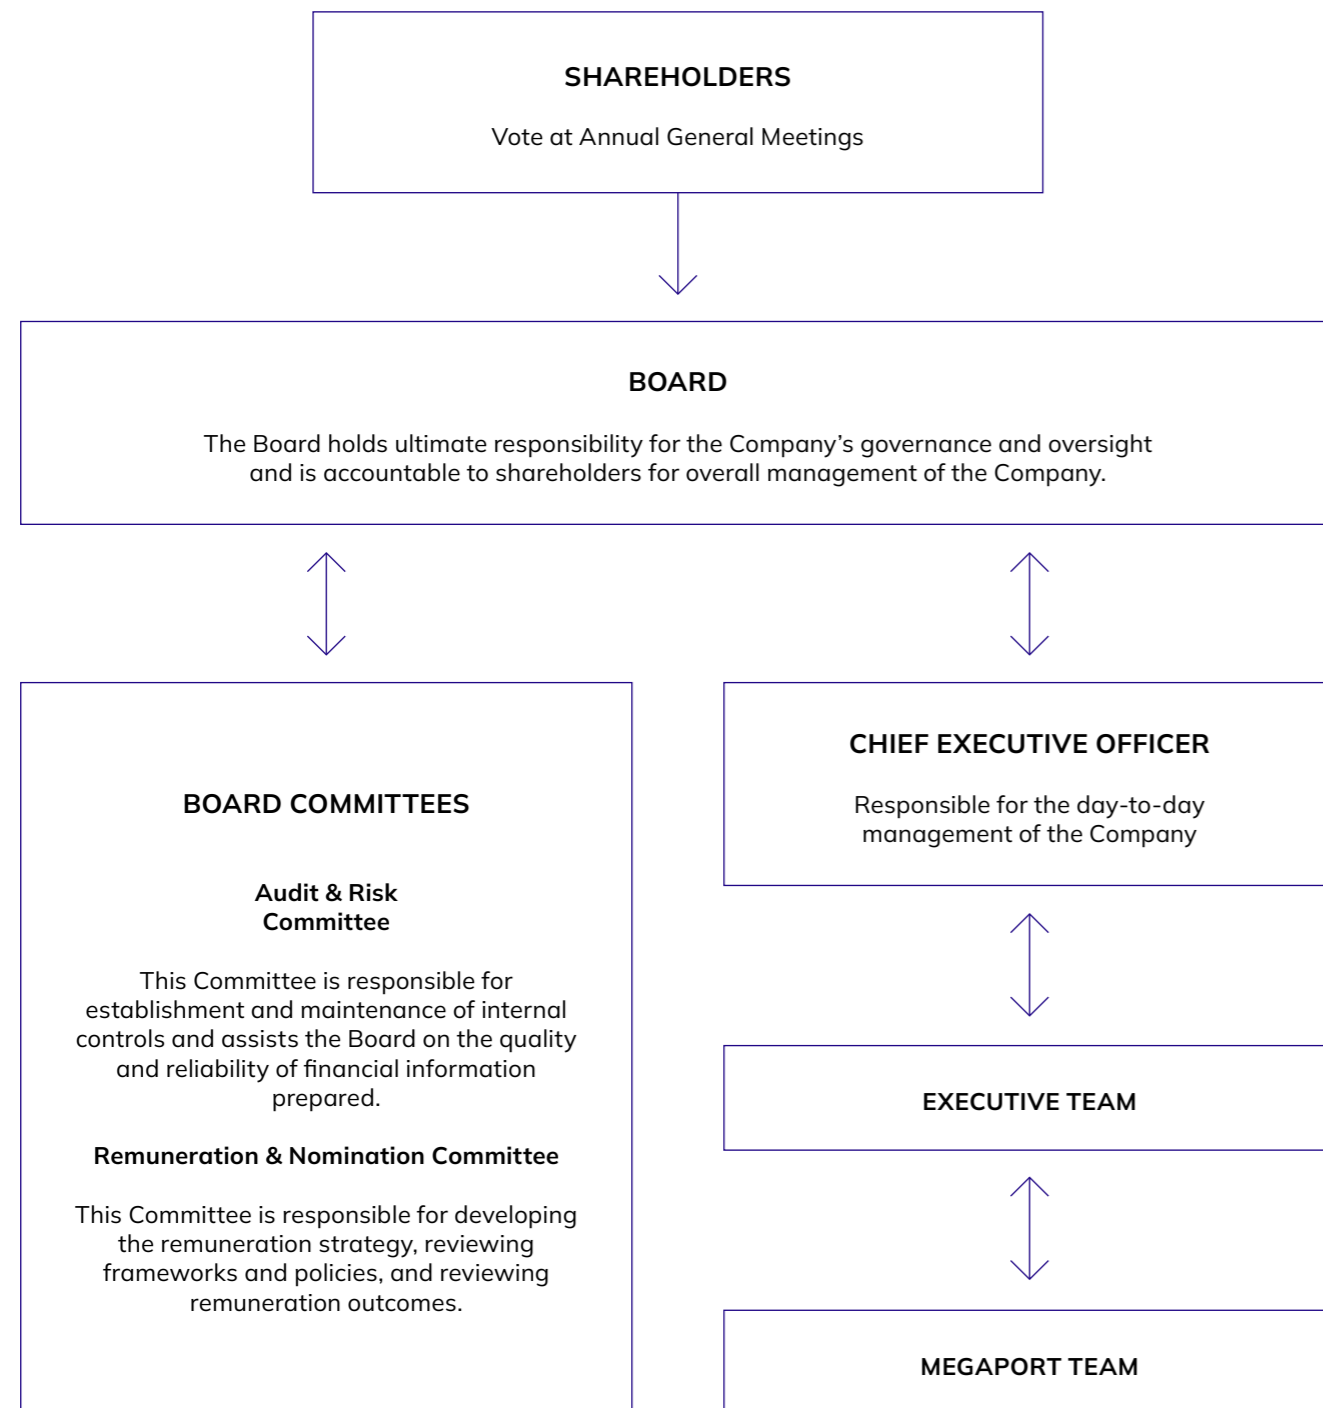 SHAREHOLDERS
Vote at Annual General Meetings
BOARD
The Board holds ultimate responsibility for the Company’s governance and oversight
and is accountable to shareholders for overall management of the Company.
BOARD COMMITTEES
Audit & Risk
Committee
This Committee is responsible for
establishment and maintenance of internal
controls and assists the Board on the quality
and reliability of financial information
prepared.
Remuneration & Nomination Committee
This Committee is responsible for developing
the remuneration strategy, reviewing
frameworks and policies, and reviewing
remuneration outcomes.
CHIEF EXECUTIVE OFFICER
Responsible for the day-to-day
management of the Company
EXECUTIVE TEAM
MEGAPORT TEAM